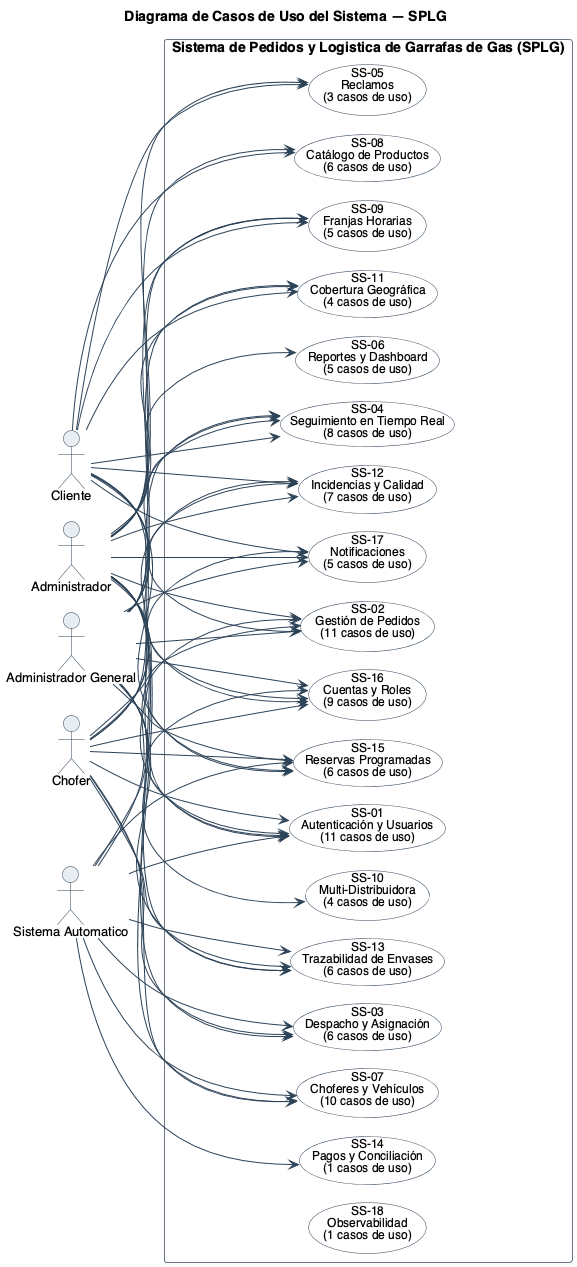 Diagrama de Casos de Uso del Sistema — SPLG
Sistema de Pedidos y Logistica de Garrafas de Gas (SPLG)
SS-05
Reclamos
(3 casos de uso)
SS-08
Catálogo de Productos
(6 casos de uso)
SS-09
Franjas Horarias
(5 casos de uso)
SS-11
Cobertura Geográfica
(4 casos de uso)
SS-06
Reportes y Dashboard
(5 casos de uso)
SS-04
Seguimiento en Tiempo Real
(8 casos de uso)
Cliente
SS-12
Incidencias y Calidad
(7 casos de uso)
SS-17
Notificaciones
(5 casos de uso)
Administrador
SS-02
Gestión de Pedidos
(11 casos de uso)
Administrador General
SS-16
Cuentas y Roles
(9 casos de uso)
SS-15
Reservas Programadas
(6 casos de uso)
Chofer
SS-01
Autenticación y Usuarios
(11 casos de uso)
SS-10
Multi-Distribuidora
(4 casos de uso)
Sistema Automatico
SS-13
Trazabilidad de Envases
(6 casos de uso)
SS-03
Despacho y Asignación
(6 casos de uso)
SS-07
Choferes y Vehículos
(10 casos de uso)
SS-14
Pagos y Conciliación
(1 casos de uso)
SS-18
Observabilidad
(1 casos de uso)